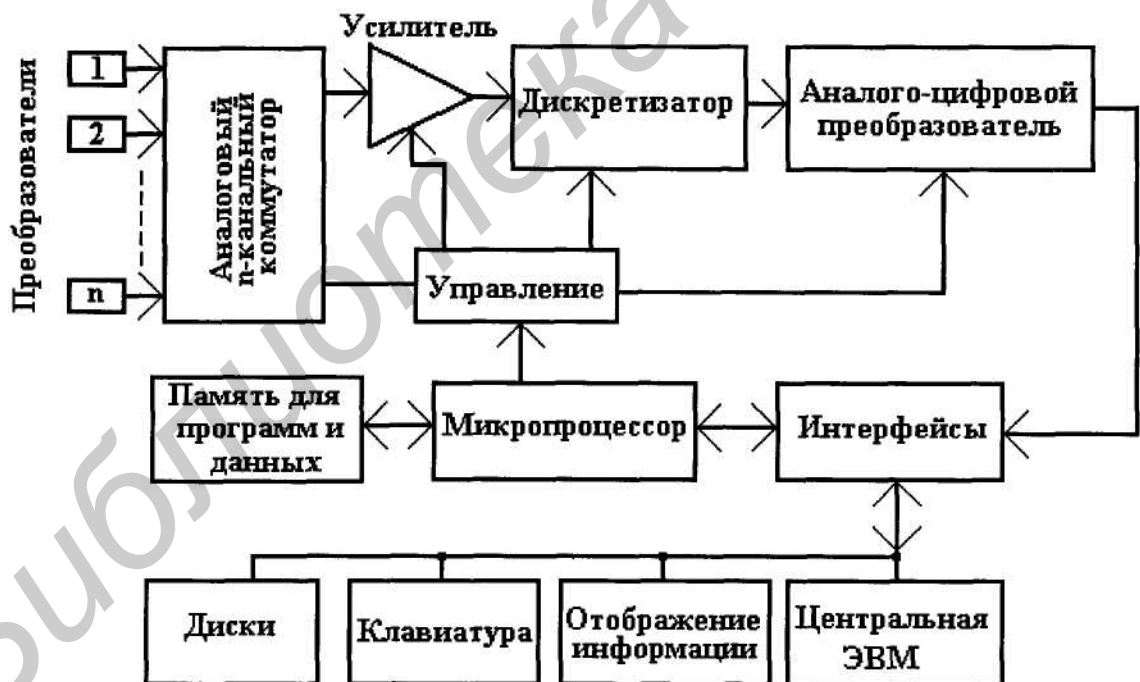 Усилитель
Преобразователи
1
2
n
Аналоговый
n-канальный
коммутатор
Дискретизатор
Аналого-цифровой
преобразователь
Управление
Память для
программ и
данных
Микропроцессор
Интерфейсы
Диски
Клавиатура
Отображение
информации
Центральная
ЭВМ
библиотека